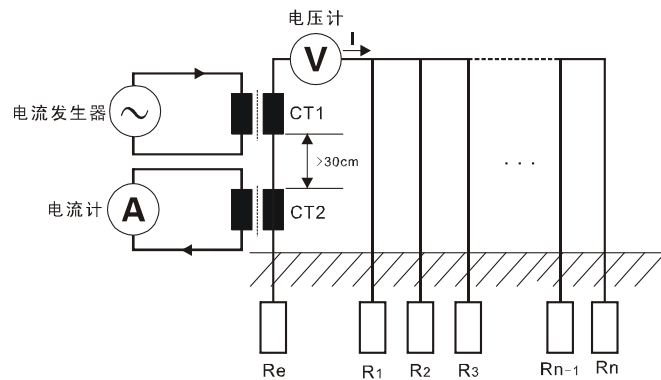 电压计
V
I
电流发生器
CT1
>30cm
...
电流计
A
CT2
Re
R1
R2
R3
Rn-1
Rn